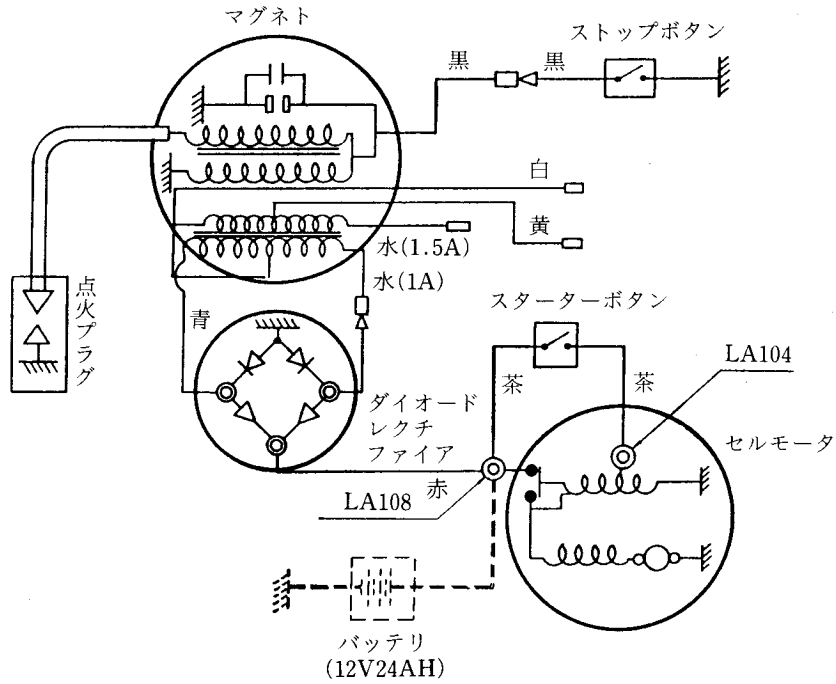 マグネト
ストップボタン
黒
黒
白
黄
水(1.5A)
水(1A)
点火プラグ
青
スターターボタン
LA104
茶
茶
ダイオード
レクチ
ファイア
セルモータ
赤
LA108
バッテリ
(12V24AH)